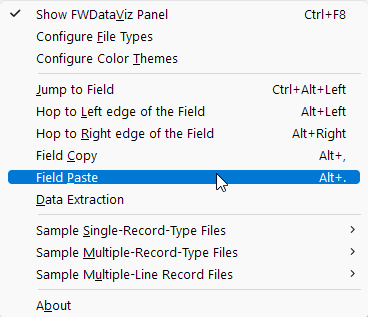 Show FWDataViz Panel Ctrl+F8
Configure File Types
Configure Color Themes
Jump to Field Ctrl+Alt+Left
Hop to Left edge of the Field Alt+Left
Hop to Right edge of the Field Alt+Right
Field Copy Alt+,
Field Paste Alt+.
Data Extraction
Sample Single-Record-Type Files
Sample Multiple-Record-Type Files
Sample Multiple-Line Record Files
About